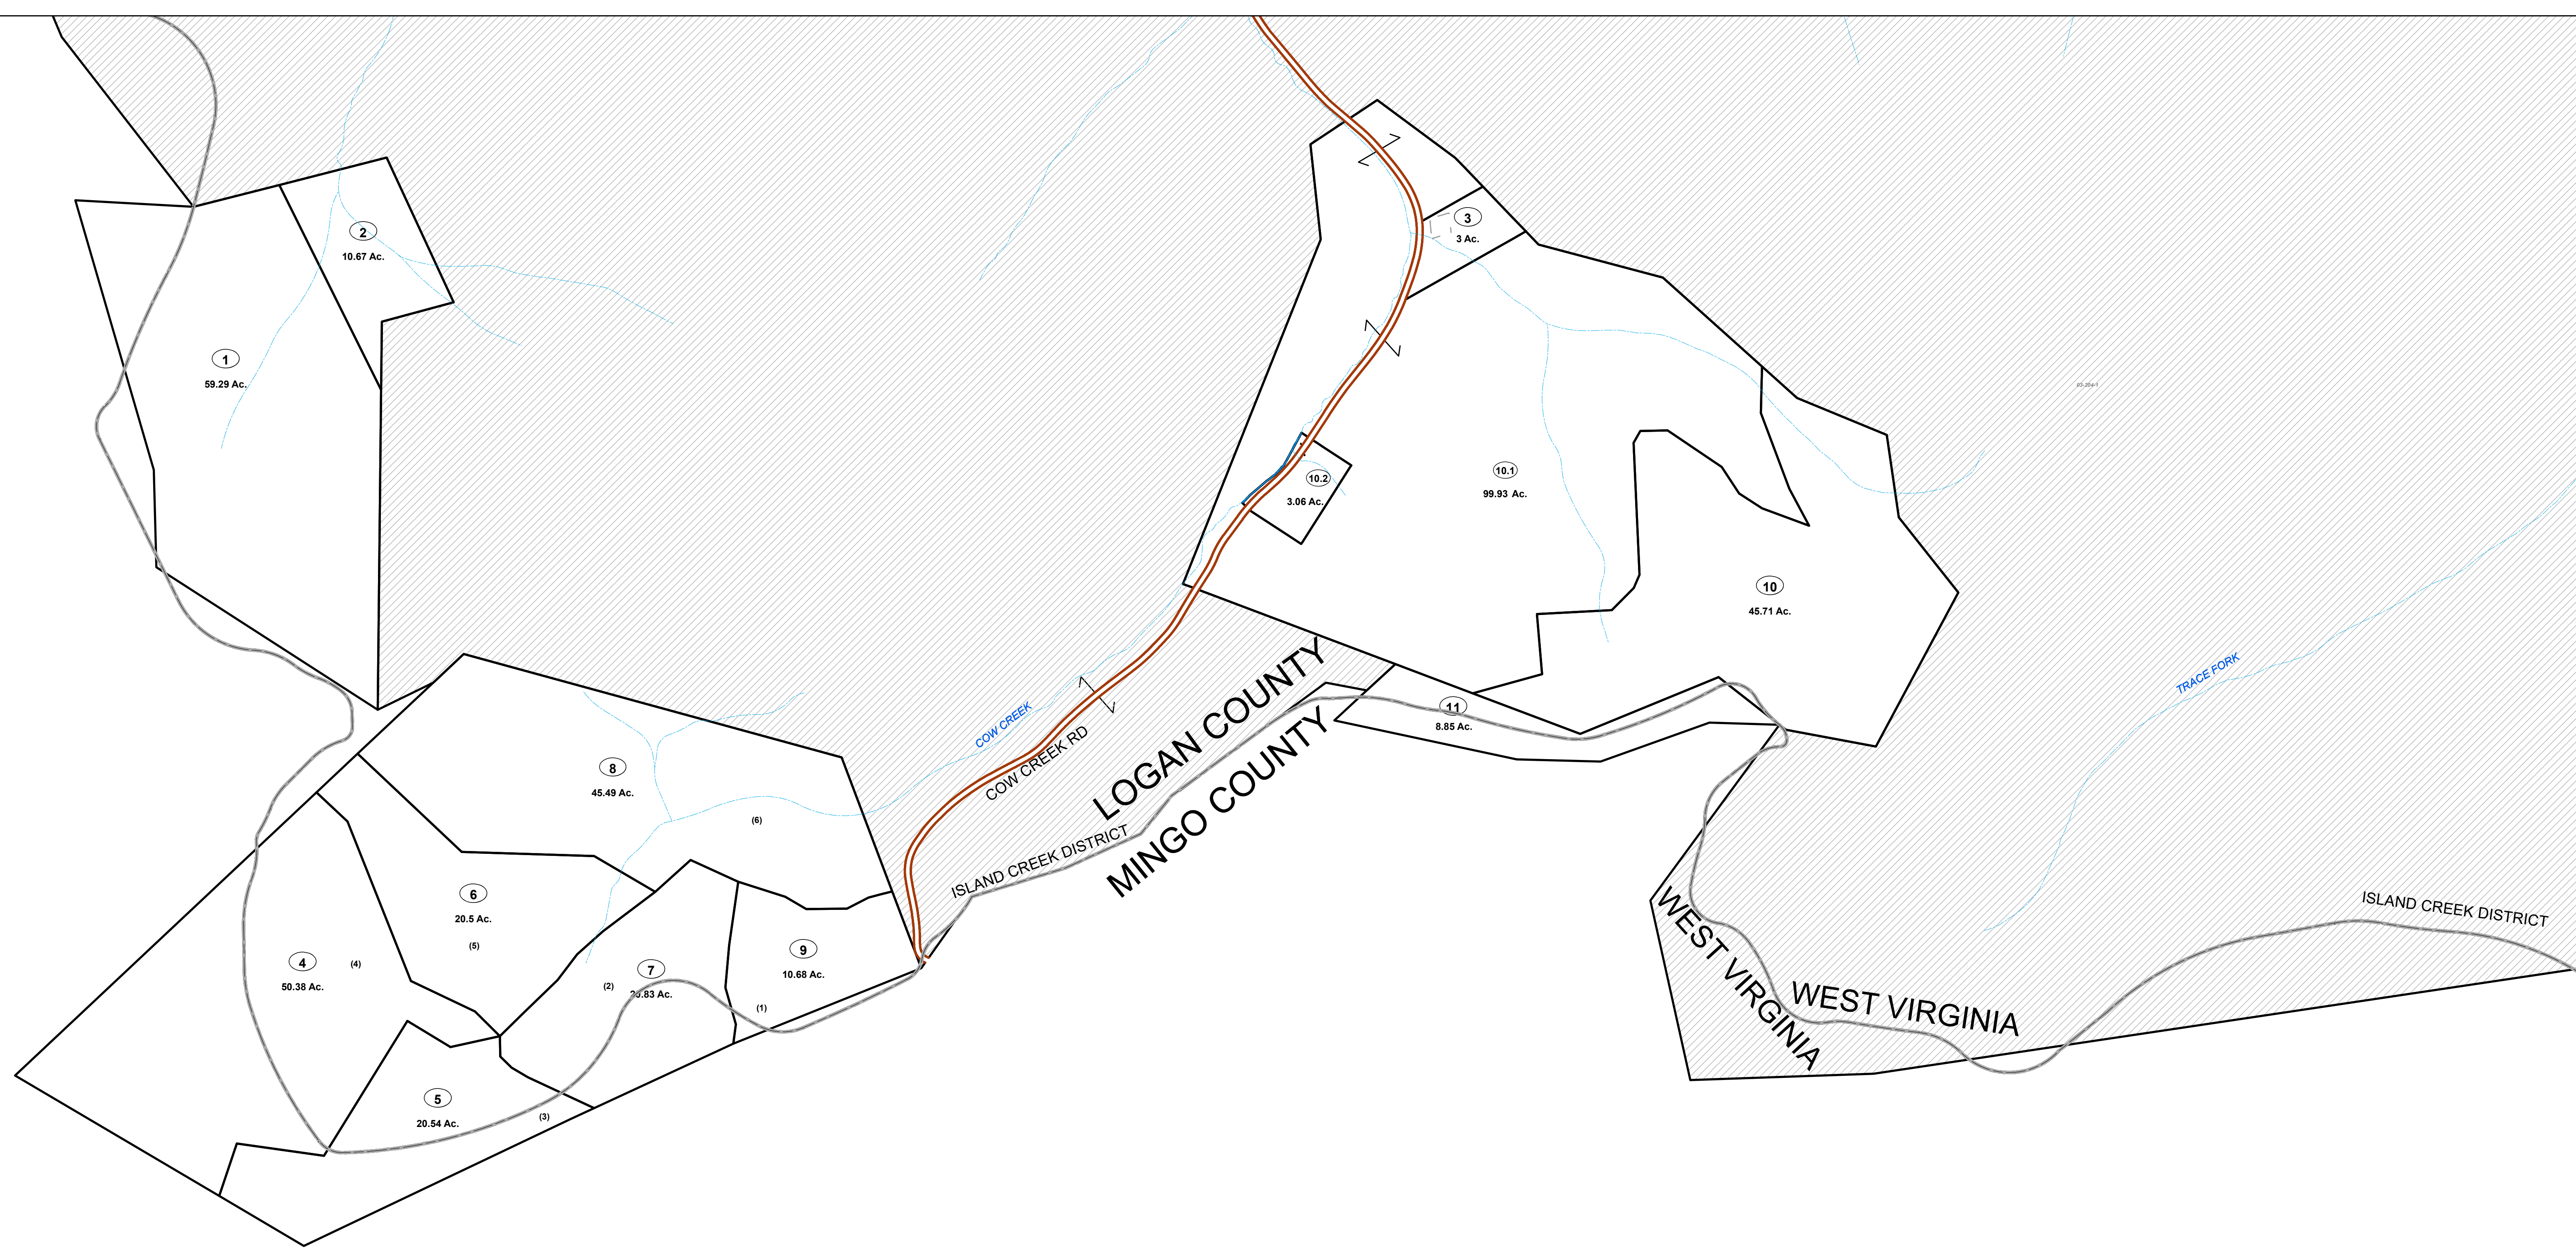 3
3 Ac.
2
10.67 Ac.
1
59.29 Ac.
03-394-1
10.2
3.06 Ac.
10.1
99.93 Ac.
10
45.71 Ac.
TRACE FORK
11
8.85 Ac.
LOGAN COUNTY
MINGO COUNTY
COW CREEK
COW CREEK RD
ISLAND CREEK DISTRICT
8
45.49 Ac.
(6)
6
20.5 Ac.
(5)
4
(4)
50.38 Ac.
7
(2)
9
10.68 Ac.
(1)
5
20.54 Ac.
(3)
WEST VIRGINIA
WEST VIRGINIA
ISLAND CREEK DISTRICT